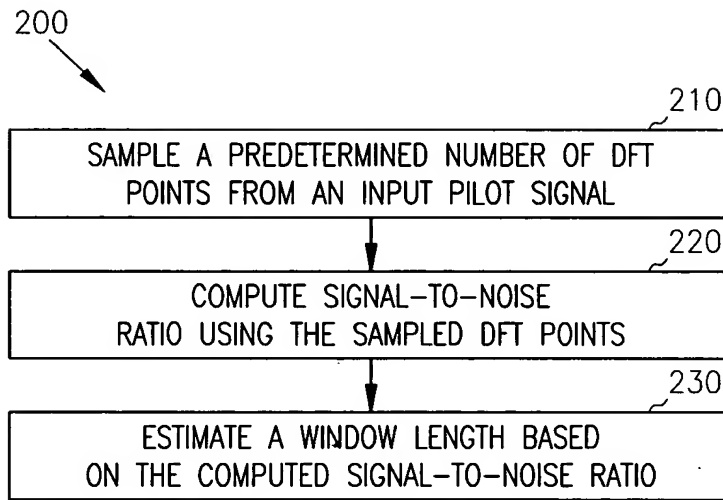 200
210
SAMPLE A PREDETERMINED NUMBER OF DFT
POINTS FROM AN INPUT PILOT SIGNAL
220
COMPUTE SIGNAL-TO-NOISE
RATIO USING THE SAMPLED DFT POINTS
230
ESTIMATE A WINDOW LENGTH BASED
ON THE COMPUTED SIGNAL-TO-NOISE RATIO